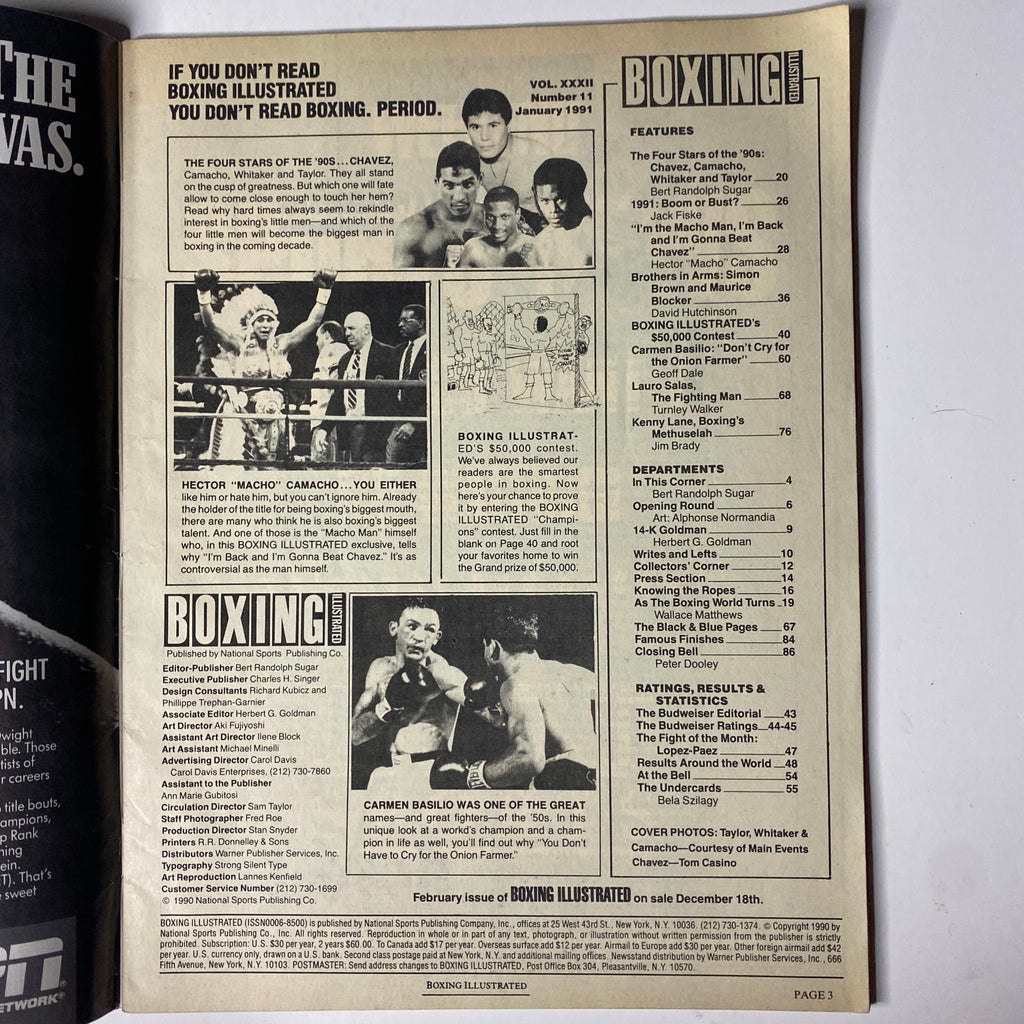 THE
WAS.
FIGHT
PN.
wight
ble. Those
tists of
r careers
title bouts,
ampions,
p Rank
ning
ein.
T). That's
sweet
ETWORK®
IF YOU DON'T READ
BOXING ILLUSTRATED
YOU DON'T READ BOXING. PERIOD.
VOL. XXXII
Number 11
January 1991
THE FOUR STARS OF THE '90S...CHAVEZ,
Camacho, Whitaker and Taylor. They all stand
on the cusp of greatness. But which one will fate
allow to come close enough to touch her hem?
Read why hard times always seem to rekindle
interest in boxing's little men—and which of the
four little men will become the biggest man in
boxing in the coming decade.
HECTOR "MACHO" CAMACHO...YOU EITHER
like him or hate him, but you can't ignore him. Already
the holder of the title for being boxing's biggest mouth,
there are many who think he is also boxing's biggest
talent. And one of those is the "Macho Man" himself
who, in this BOXING ILLUSTRATED exclusive, tells
why "I'm Back and I'm Gonna Beat Chavez." It's as
controversial as the man himself.
BOXING ILLUSTRAT-
ED'S $50,000 contest.
We've always believed our
readers are the smartest
people in boxing. Now
here's your chance to prove
it by entering the BOXING
ILLUSTRATED "Champi-
ons" contest. Just fill in the
blank on Page 40 and root
your favorites home to win
the Grand prize of $50,000.
BOXING ILLUSTRATED
Published by National Sports Publishing Co.
Editor-Publisher Bert Randolph Sugar
Executive Publisher Charles H. Singer
Design Consultants Richard Kubicz and
Phillippe Trephan-Garnier
Associate Editor Herbert G. Goldman
Art Director Aki Fujiyoshi
Assistant Art Director Ilene Block
Art Assistant Michael Minelli
Advertising Director Carol Davis
Carol Davis Enterprises, (212) 730-7860
Assistant to the Publisher
Ann Marie Gubitosi
Circulation Director Sam Taylor
Staff Photographer Fred Roe
Production Director Stan Snyder
Printers R.R. Donnelley & Sons
Distributors Warner Publisher Services, Inc.
Typography Strong Silent Type
Art Reproduction Lannes Kenfield
Customer Service Number (212) 730-1699
© 1990 National Sports Publishing Co.
CARMEN BASILIO WAS ONE OF THE GREAT
names—and great fighters—of the '50s. In this
unique look at a workd's champion and a cham-
pion in life as well, you'll find out why "You Don't
Have to Cry for the Onion Farmer."
BOXING ILLUSTRATED
FEATURES
The Four Stars of the '90s:
Chavez, Camacho,
Whitaker and Taylor 20
Bert Randolph Sugar
1991: Boom or Bust? 26
Jack Fiske
"I'm the Macho Man, I'm Back
and I'm Gonna Beat
Chavez" 28
Hector "Macho" Camacho
Brothers in Arms: Simon
Brown and Maurice
Blocker 36
David Hutchinson
BOXING ILLUSTRATED's
$50,000 Contest 40
Carmen Basilio: "Don't Cry for
the Onion Farmer" 60
Geoff Dale
Lauro Salas,
The Fighting Man 68
Turnley Walker
Kenny Lane, Boxing's
Methuselah 76
Jim Brady
DEPARTMENTS
In This Corner 4
Bert Randolph Sugar
Opening Round 6
Art: Alphonse Normandia
14-K Goldman 9
Herbert G. Goldman
Writes and Lefts 10
Collectors' Corner 12
Press Section 14
Knowing the Ropes 16
As The Boxing World Turns 19
Wallace Matthews
The Black & Blue Pages 67
Famous Finishes 84
Closing Bell 86
Peter Dooley
RATINGS, RESULTS &
STATISTICS
The Budweiser Editorial 43
The Budweiser Ratings 44-45
The Fight of the Month:
Lopez-Paez 47
Results Around the World 48
At the Bell 54
The Undercards 55
Bela Szilagy
COVER PHOTOS: Taylor, Whitaker &
Camacho—Courtesy of Main Events
Chavez—Tom Casino
February issue of BOXING ILLUSTRATED on sale December 18th.
BOXING ILLUSTRATED (ISSN0006-8500) is published by National Sports Publishing Company, Inc., offices at 25 West 43rd St., New York, N.Y. 10036. (212) 730-1374. © Copyright 1990 by
National Sports Publishing Co., Inc. All rights reserved. Reproduction in whole or in part of any text, photograph, or illustration without written permission from the publisher is strictly
prohibited. Subscription: U.S. $30 per year, 2 years $60.00. To Canada add $17 per year. Overseas surface add $12 per year. Airmail to Europe add $30 per year. Other foreign airmail add $42
per year. U.S. currency only, drawn on a U.S. bank. Second class postage paid at New York, N.Y. and additional mailing offices. Newsstand distribution by Warner Publisher Services, Inc., 666
Fifth Avenue, New York, N.Y. 10103. POSTMASTER: Send address changes to BOXING ILLUSTRATED, Post Office Box 304, Pleasantville, N.Y. 10570.
BOXING ILLUSTRATED
PAGE 3